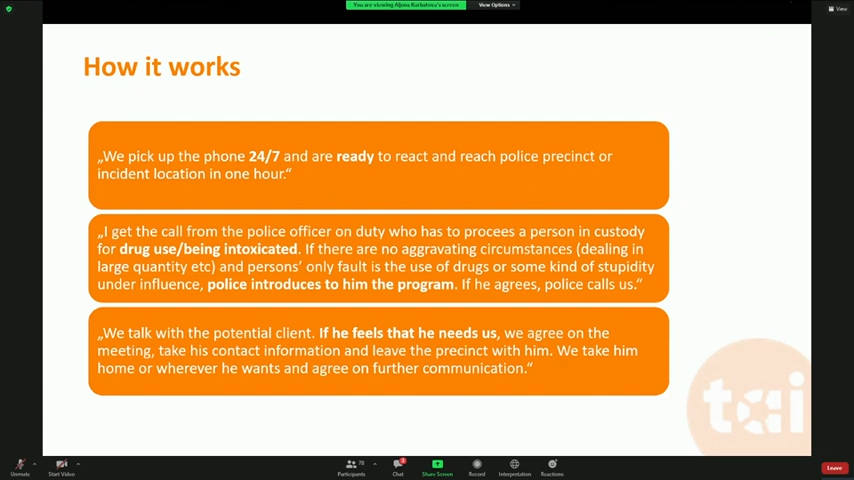 You are viewing Aljona Kurbatova's screen
View Options
View
How it works
„We pick up the phone 24/7 and are ready to react and reach police precinct or
incident location in one hour.“
„I get the call from the police officer on duty who has to procees a person in custody
for drug use/being intoxicated. If there are no aggravating circumstances (dealing in
large quantity etc) and persons’ only fault is the use of drugs or some kind of stupidity
under influence, police introduces to him the program. If he agrees, police calls us.“
„We talk with the potential client. If he feels that he needs us, we agree on the
meeting, take his contact information and leave the precinct with him. We take him
home or wherever he wants and agree on further communication.“
tai
Unmute
Start Video
Participants
78
Chat
Share Screen
Record
Interpretation
Reactions
Leave